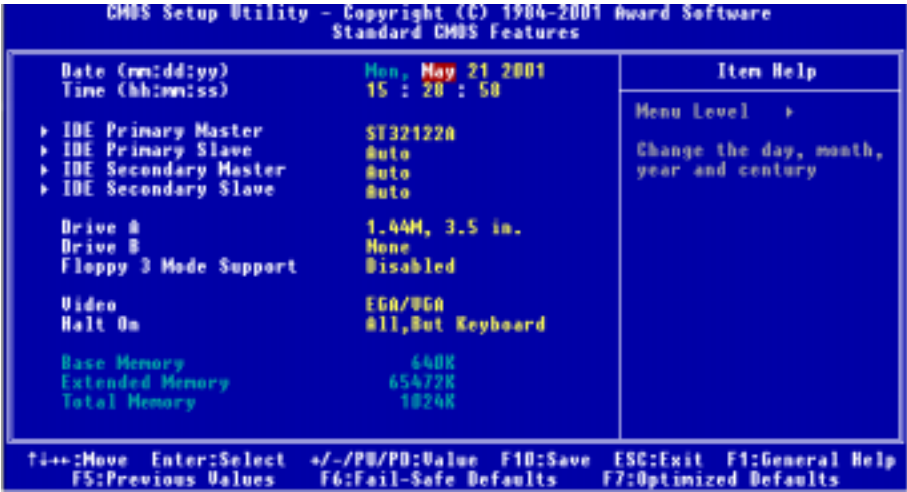 CMOS Setup Utility - Copyright (C) 1984-2001 Award Software
Standard CMOS Features
Date (mm:dd:yy) Mon, May 21 2001
Time (hh:mm:ss) 15 : 20 : 50
IDE Primary Master ST32122A
IDE Primary Slave Auto
IDE Secondary Master Auto
IDE Secondary Slave Auto
Drive A 1.44M, 3.5 in.
Drive B None
Floppy 3 Mode Support Disabled
Video EGA/VGA
Halt On All,But Keyboard
Base Memory 640K
Extended Memory 65472K
Total Memory 1024K
Item Help
Menu Level ▸
Change the day, month,
year and century
↑↓→←:Move Enter:Select +/-/PU/PD:Value F10:Save ESC:Exit F1:General Help
F5:Previous Values F6:Fail-Safe Defaults F7:Optimized Defaults